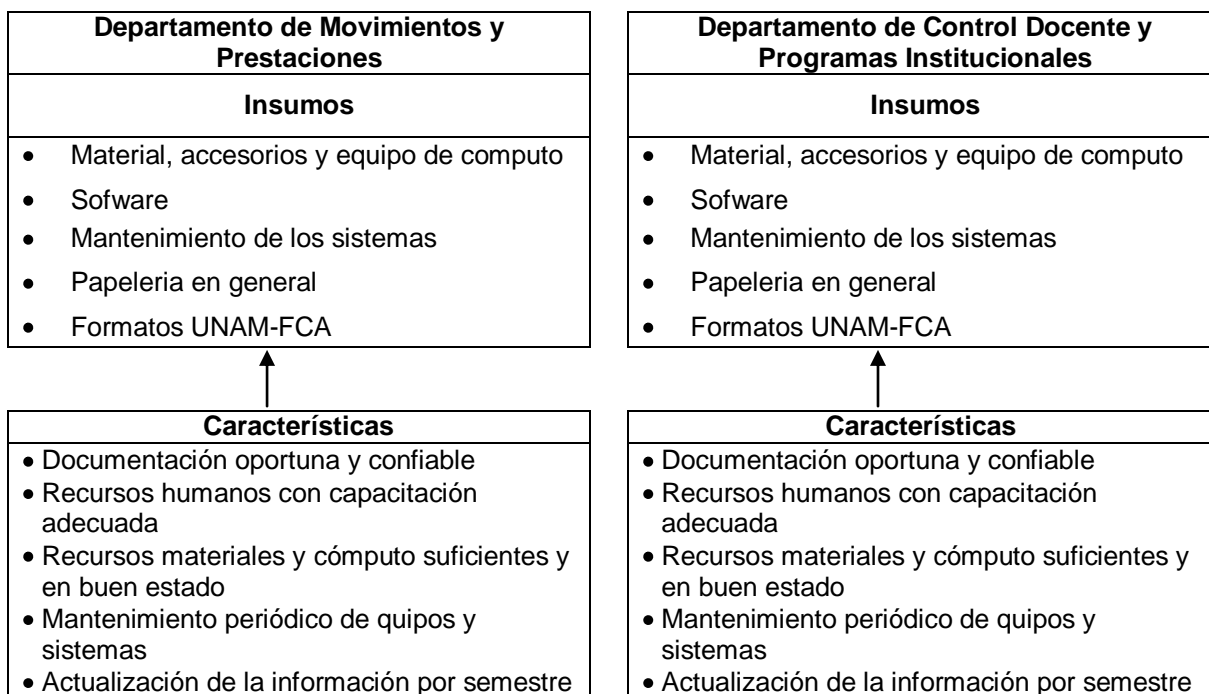 Departamento de Movimientos y
Prestaciones
Insumos
• Material, accesorios y equipo de computo
• Sofware
• Mantenimiento de los sistemas
• Papeleria en general
• Formatos UNAM-FCA
Características
• Documentación oportuna y confiable
• Recursos humanos con capacitación
adecuada
• Recursos materiales y cómputo suficientes y
en buen estado
• Mantenimiento periódico de quipos y
sistemas
• Actualización de la información por semestre
Departamento de Control Docente y
Programas Institucionales
Insumos
• Material, accesorios y equipo de computo
• Sofware
• Mantenimiento de los sistemas
• Papeleria en general
• Formatos UNAM-FCA
Características
• Documentación oportuna y confiable
• Recursos humanos con capacitación
adecuada
• Recursos materiales y cómputo suficientes y
en buen estado
• Mantenimiento periódico de quipos y
sistemas
• Actualización de la información por semestre